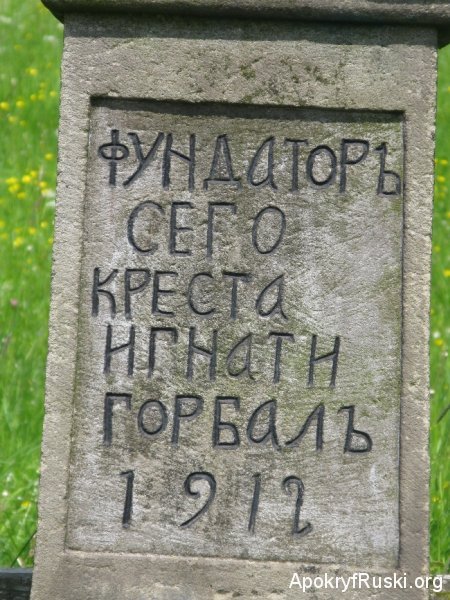 ФУНДАТОРЪ
СЕГО
КРЕСТА
ИГНАТИ
ГОРБАЛЪ
1912
ApokryfRuski.org